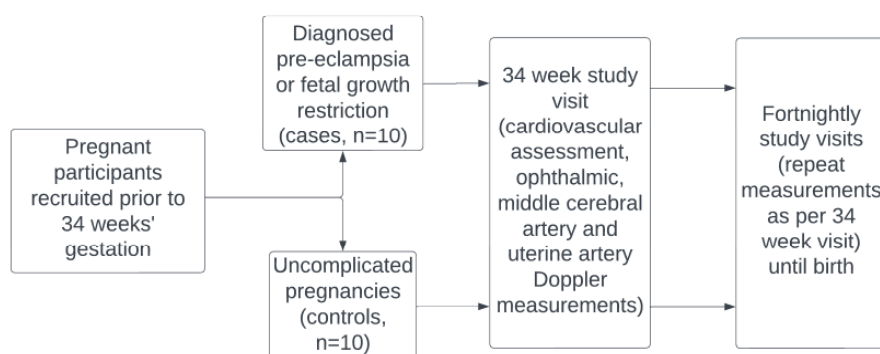 Pregnant
participants
recruited prior to
34 weeks'
gestation
Diagnosed
pre-eclampsia
or fetal growth
restriction
(cases, n=10)
Uncomplicated
pregnancies
(controls,
n=10)
34 week study
visit
(cardiovascular
assessment,
ophthalmic,
middle cerebral
artery and
uterine artery
Doppler
measurements)
Fortnightly
study visits
(repeat
measurements
as per 34
week visit)
until birth